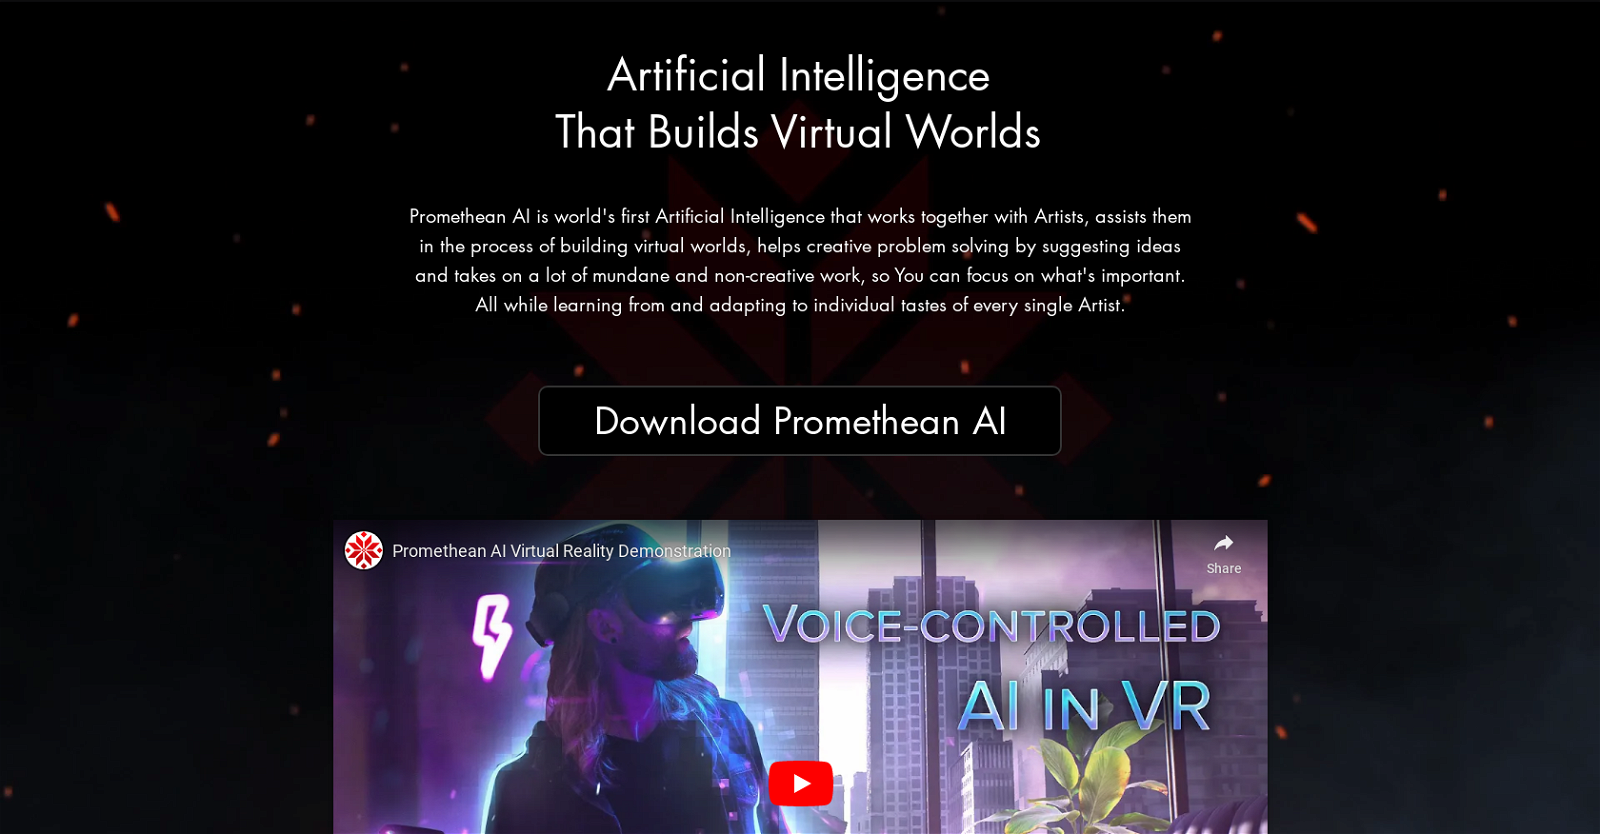 Artificial Intelligence
That Builds Virtual Worlds
Promethean AI is world's first Artificial Intelligence that works together with Artists, assists them
in the process of building virtual worlds, helps creative problem solving by suggesting ideas
and takes on a lot of mundane and non-creative work, so You can focus on what's important.
All while learning from and adapting to individual tastes of every single Artist.
Download Promethean AI
Promethean AI Virtual Reality Demonstration
Share
VOICE-CONTROLLED
AI IN VR